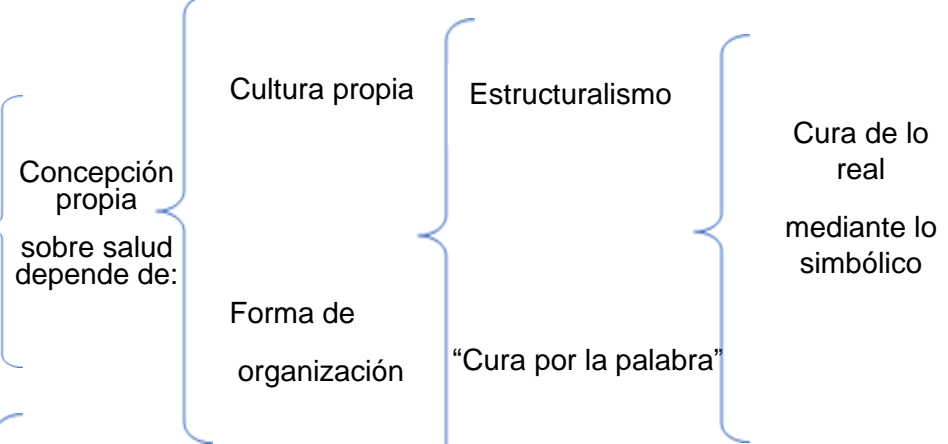 Concepción
propia
sobre salud
depende de:
Cultura propia
Forma de
organización
Estructuralismo
“Cura por la palabra”
Cura de lo
real
mediante lo
simbólico